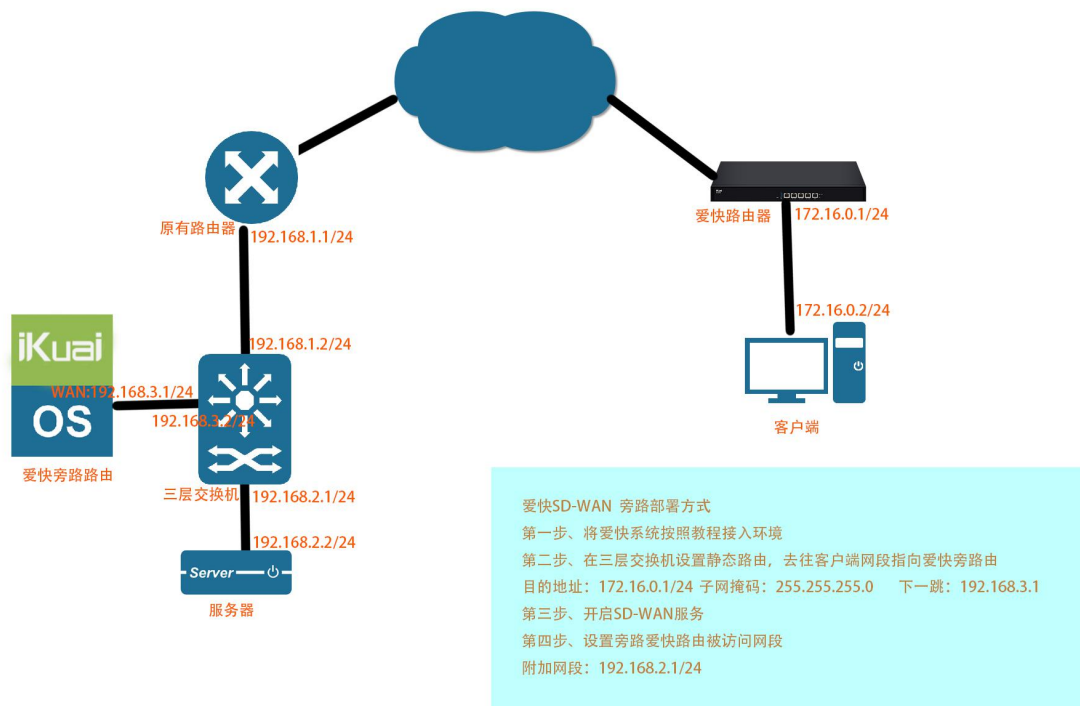 原有路由器
192.168.1.1/24
爱快路由器
172.16.0.1/24
172.16.0.2/24
客户端
192.168.1.2/24
iKuai
OS
WAN:192.168.3.1/24
192.168.3.2/24
爱快旁路路由
三层交换机
192.168.2.1/24
192.168.2.2/24
Server
服务器
爱快SD-WAN 旁路部署方式
第一步、将爱快系统按照教程接入环境
第二步、在三层交换机设置静态路由，去往客户端网段指向爱快旁路由
目的地址：172.16.0.1/24 子网掩码：255.255.255.0 下一跳：192.168.3.1
第三步、开启SD-WAN服务
第四步、设置旁路爱快路由被访问网段
附加网段：192.168.2.1/24